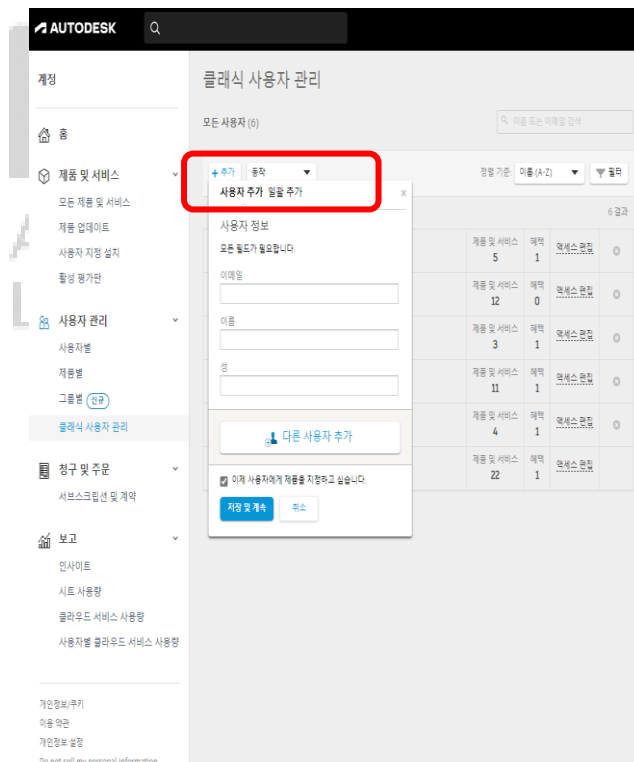 AUTODESK
계정
클래식 사용자 관리
모든 사용자 (6)
이름 또는 이메일 검색
홈
제품 및 서비스
모든 제품 및 서비스
제품 업데이트
사용자 지정 설치
활성 평가판
사용자 관리
사용자별
제품별
그룹별 신규
클래식 사용자 관리
청구 및 주문
서브스크립션 및 계약
보고
인사이트
시트 사용량
클라우드 서비스 사용량
사용자별 클라우드 서비스 사용량
개인정보/쿠키
이용 약관
개인정보 설정
Do not sell my personal information
+ 추가 동작 ▼
정렬 기준: 이름 (A-Z) ▼ 필터
6 결과
사용자 추가 일괄 추가 x
사용자 정보
모든 필드가 필요합니다.
이메일
이름
성
다른 사용자 추가
이제 사용자에게 제품을 지정하고 싶습니다.
저장 및 계속 취소
제품 및 서비스 혜택 액세스 편집
5 1
제품 및 서비스 혜택 액세스 편집
12 0
제품 및 서비스 혜택 액세스 편집
3 1
제품 및 서비스 혜택 액세스 편집
11 1
제품 및 서비스 혜택 액세스 편집
4 1
제품 및 서비스 혜택 액세스 편집
22 1